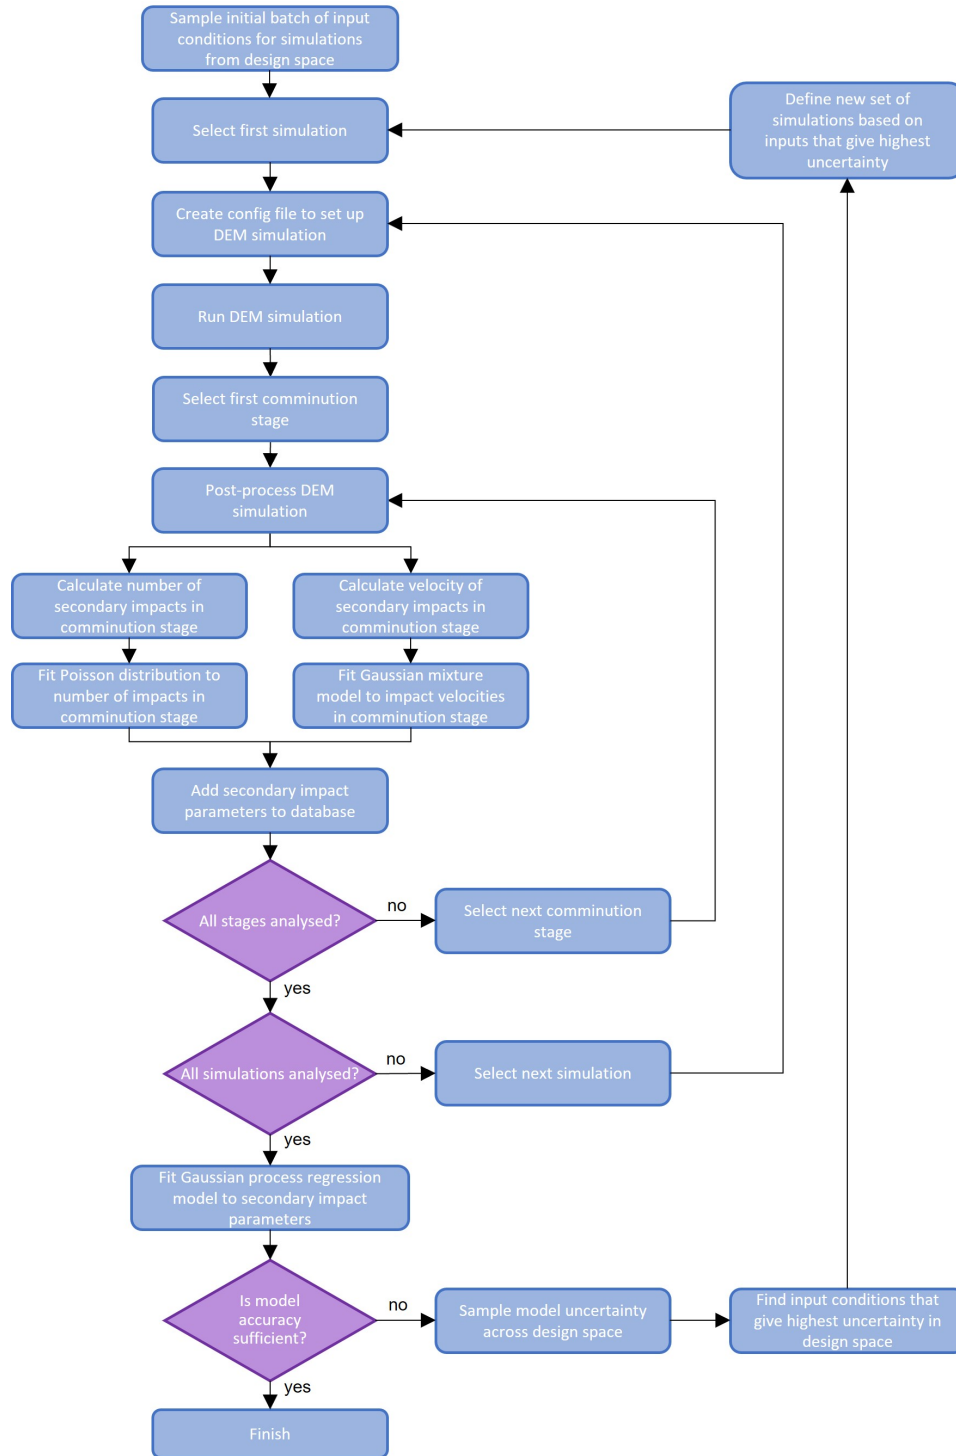 Sample initial batch of input
conditions for simulations
from design space
Select first simulation
Define new set of
simulations based on
inputs that give highest
uncertainty
Create config file to set up
DEM simulation
Run DEM simulation
Select first comminution
stage
Post-process DEM
simulation
Calculate number of
secondary impacts in
comminution stage
Calculate velocity of
secondary impacts in
comminution stage
Fit Poisson distribution to
number of impacts in
comminution stage
Fit Gaussian mixture
model to impact velocities
in comminution stage
Add secondary impact
parameters to database
All stages analysed?
no
Select next comminution
stage
yes
All simulations analysed?
no
Select next simulation
yes
Fit Gaussian process regression
model to secondary impact
parameters
Is model
accuracy
sufficient?
no
Sample model uncertainty
across design space
Find input conditions that
give highest uncertainty in
design space
yes
Finish